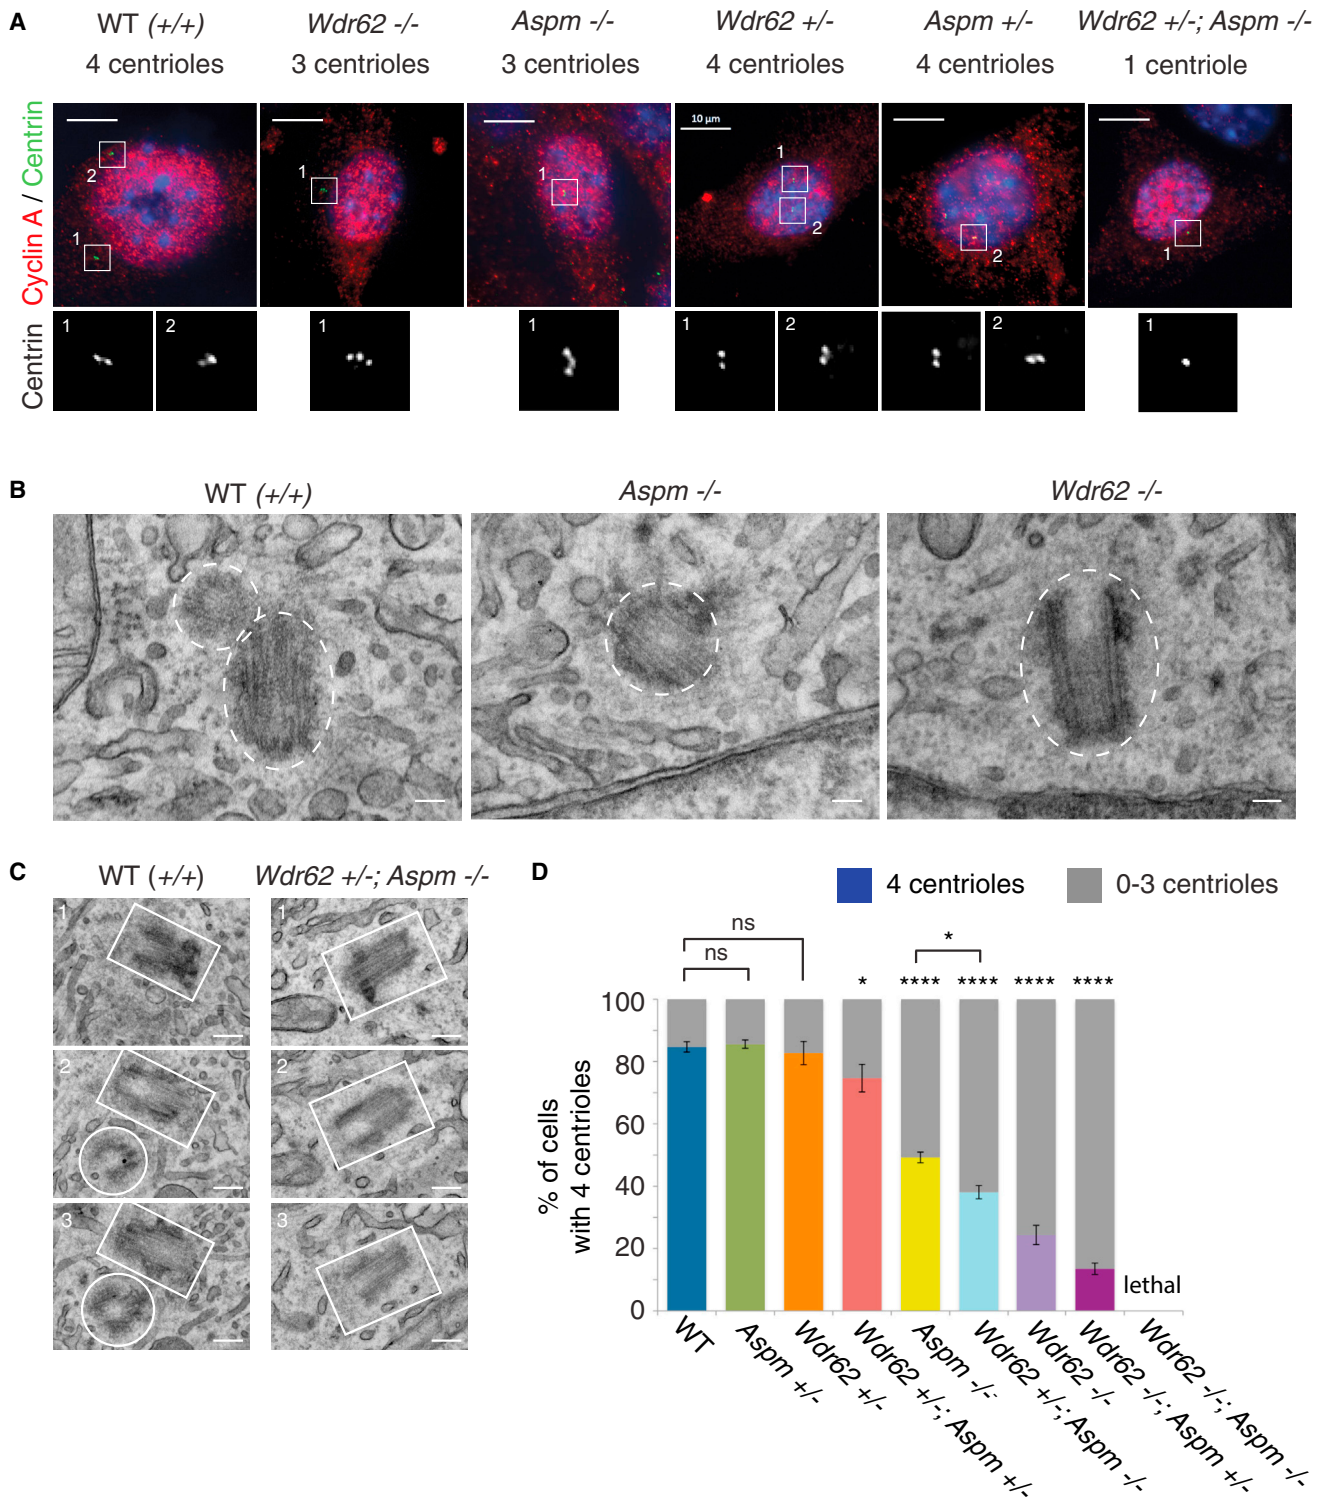 A
WT (+/+)
Wdr62 -/-
Aspm -/-
Wdr62 +/-
Aspm +/-
Wdr62 +/-; Aspm -/-
4 centrioles
3 centrioles
3 centrioles
4 centrioles
4 centrioles
1 centriole
Cyclin A / Centrin
2
1
1
1
10 µm
1
2
2
1
Centrin
1
2
1
1
1
2
1
2
1
B
WT (+/+)
Aspm -/-
Wdr62 -/-
C
WT (+/+)
Wdr62 +/-; Aspm -/-
1
1
2
2
3
3
D
4 centrioles
0-3 centrioles
ns
ns
*
*
****
****
****
****
% of cells
with 4 centrioles
100
80
60
40
20
0
lethal
WT
Aspm +/-
Wdr62 +/-
Wdr62 +/-; Aspm +/-
Aspm -/-
Wdr62 +/-; Aspm -/-
Wdr62 -/-
Wdr62 -/-; Aspm +/-
Wdr62 -/-; Aspm -/-